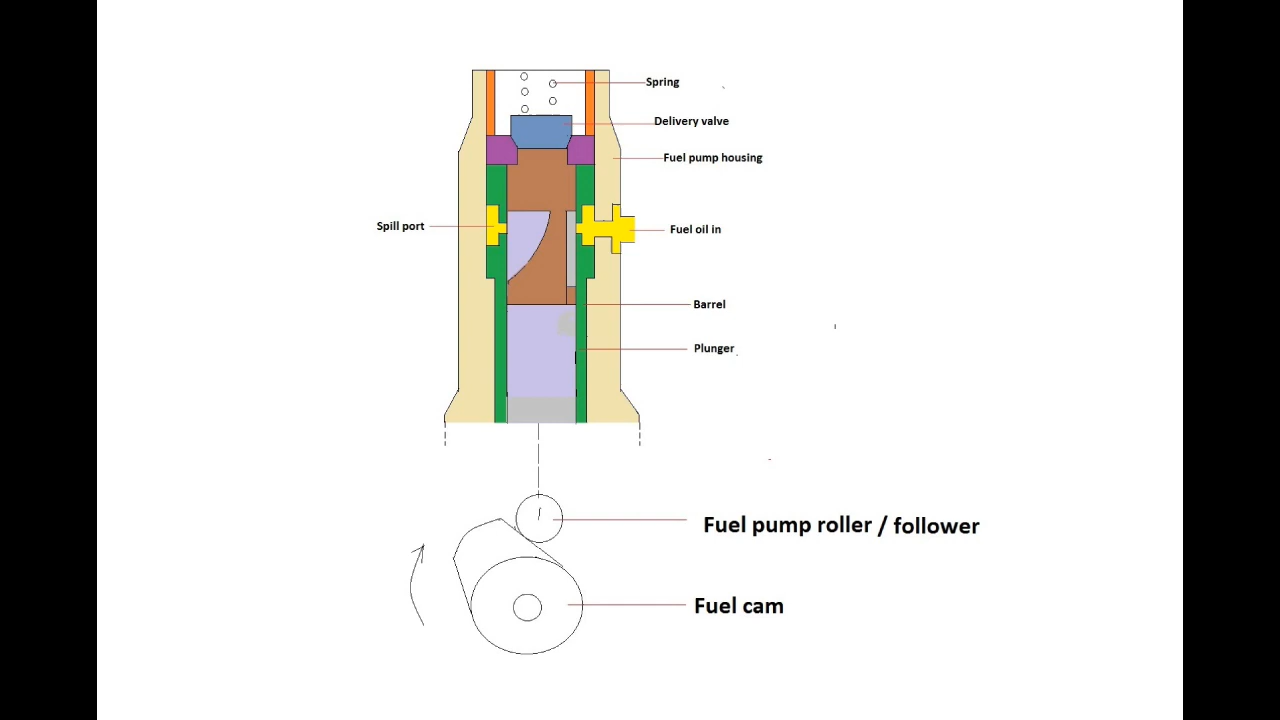 Spring
Delivery valve
Fuel pump housing
Spill port
Fuel oil in
Barrel
Plunger
Fuel pump roller / follower
Fuel cam